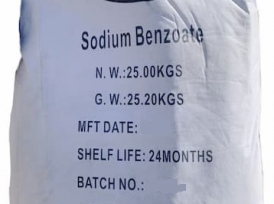 Sodium Benzoate
N.W.:25.00KGS
G.W.:25.20KGS
MFT DATE:
SHELF LIFE: 24MONTHS
BATCH NO.: